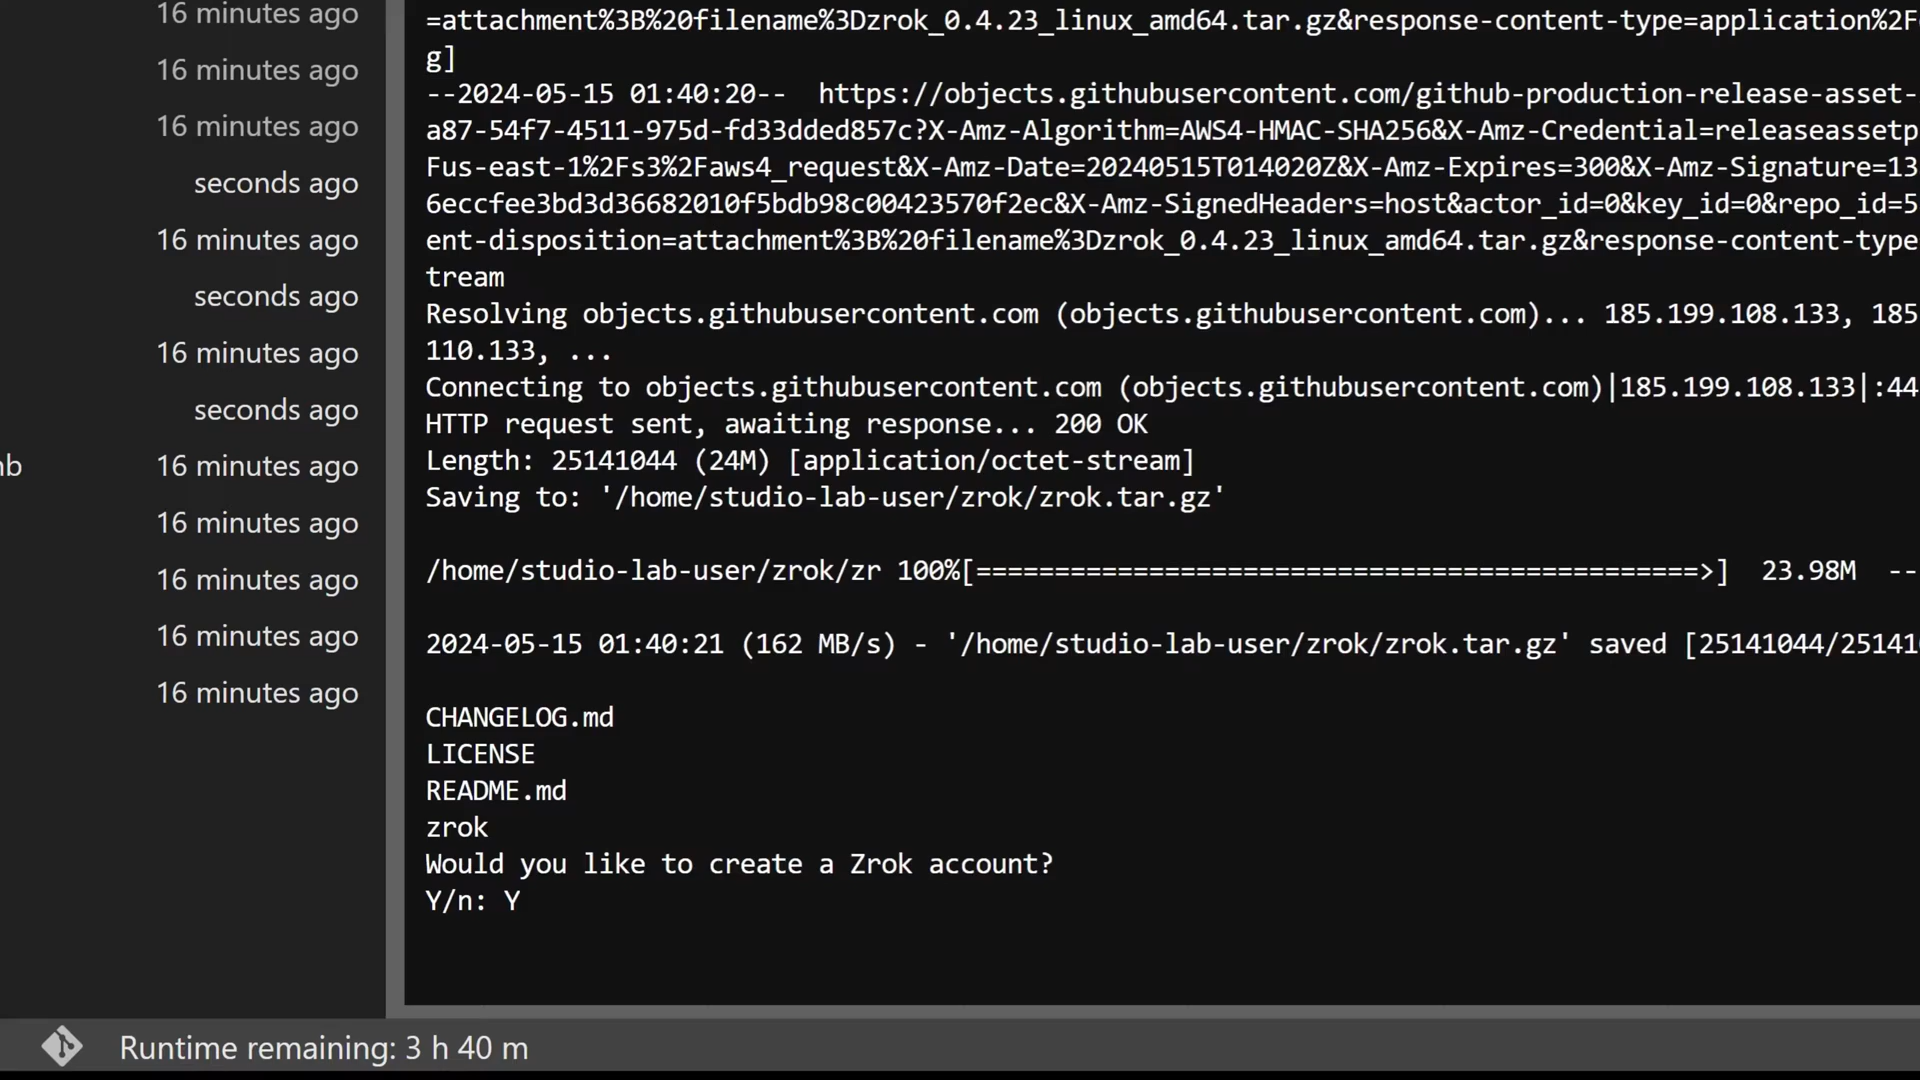 16 minutes ago
16 minutes ago
16 minutes ago
seconds ago
16 minutes ago
seconds ago
16 minutes ago
seconds ago
16 minutes ago
16 minutes ago
16 minutes ago
16 minutes ago
16 minutes ago
=attachment%3B%20filename%3Dzrok_0.4.23_linux_amd64.tar.gz&response-content-type=application%2F
g]
--2024-05-15 01:40:20--  https://objects.githubusercontent.com/github-production-release-asset-
a87-54f7-4511-975d-fd33dded857c?X-Amz-Algorithm=AWS4-HMAC-SHA256&X-Amz-Credential=releaseassetp
Fus-east-1%2Fs3%2Faws4_request&X-Amz-Date=20240515T014020Z&X-Amz-Expires=300&X-Amz-Signature=13
6eccfee3bd3d36682010f5bdb98c00423570f2ec&X-Amz-SignedHeaders=host&actor_id=0&key_id=0&repo_id=5
ent-disposition=attachment%3B%20filename%3Dzrok_0.4.23_linux_amd64.tar.gz&response-content-type
tream
Resolving objects.githubusercontent.com (objects.githubusercontent.com)... 185.199.108.133, 185
110.133, ...
Connecting to objects.githubusercontent.com (objects.githubusercontent.com)|185.199.108.133|:44
HTTP request sent, awaiting response... 200 OK
Length: 25141044 (24M) [application/octet-stream]
Saving to: '/home/studio-lab-user/zrok/zrok.tar.gz'
/home/studio-lab-user/zrok/zr 100%[==============================================>]  23.98M  --
2024-05-15 01:40:21 (162 MB/s) - '/home/studio-lab-user/zrok/zrok.tar.gz' saved [25141044/25141
CHANGELOG.md
LICENSE
README.md
zrok
Would you like to create a Zrok account?
Y/n: Y
Runtime remaining: 3 h 40 m